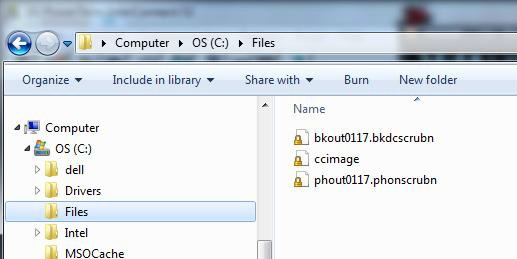 Computer OS (C:) Files
Organize Include in library Share with Burn New folder
Name
Computer
bkout0117.bkdcscrubn
OS (C:)
ccimage
dell
phout0117.phonscrubn
Drivers
Files
Intel
MSOCache